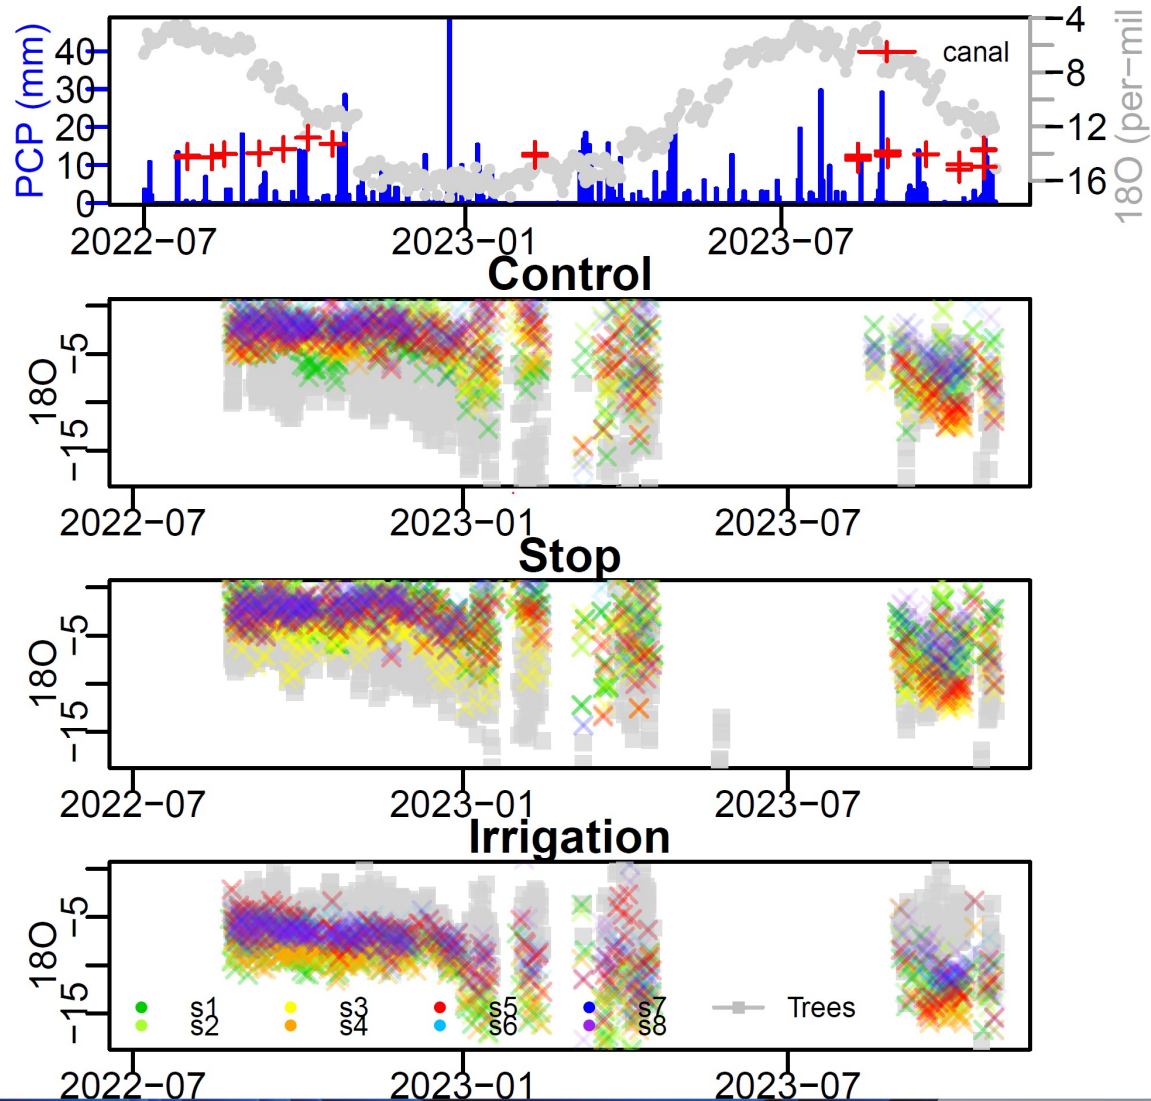 PCP (mm)
40
30
20
10
0
canal
−4
−8
−12
−16
18O (per−mil
2022−07 2023−01 2023−07
Control
18O
−5
−15
2022−07 2023−01 2023−07
Stop
18O
−5
−15
2022−07 2023−01 2023−07
Irrigation
18O
−5
−15
s1 s3 s5 s7 Trees
s2 s4 s6 s8
2022−07 2023−01 2023−07